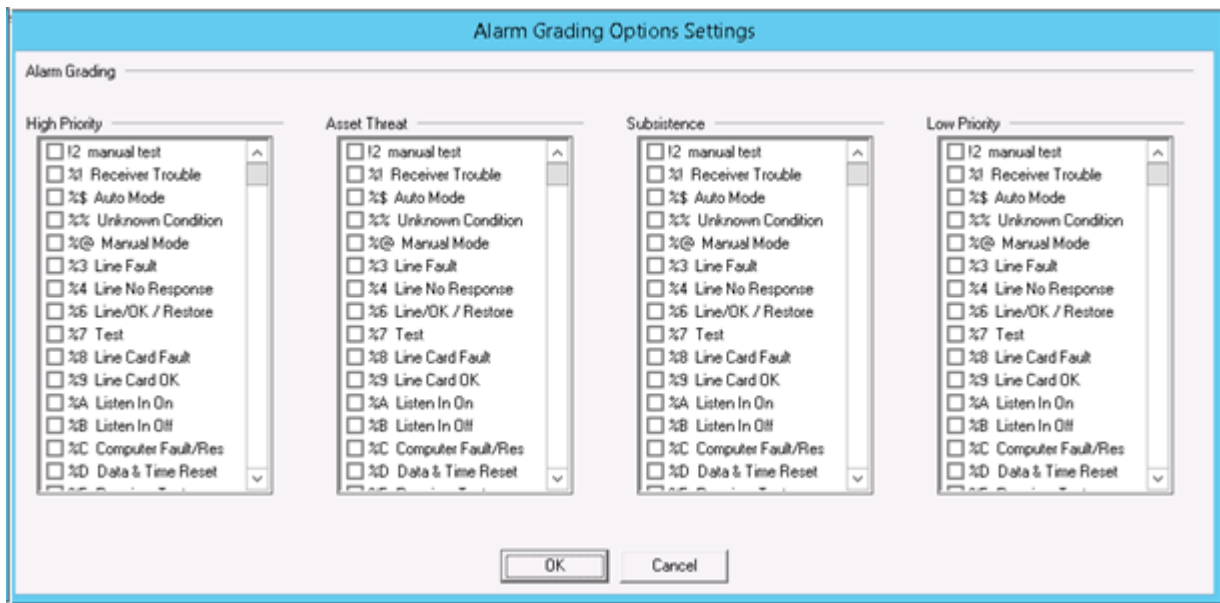 Alarm Grading Options Settings
Alarm Grading
High Priority
!2 manual test
%! Receiver Trouble
%$ Auto Mode
%% Unknown Condition
%@ Manual Mode
%3 Line Fault
%4 Line No Response
%6 Line/OK / Restore
%7 Test
%8 Line Card Fault
%9 Line Card OK
%A Listen In On
%B Listen In Off
%C Computer Fault/Res
%D Data & Time Reset
Asset Threat
!2 manual test
%! Receiver Trouble
%$ Auto Mode
%% Unknown Condition
%@ Manual Mode
%3 Line Fault
%4 Line No Response
%6 Line/OK / Restore
%7 Test
%8 Line Card Fault
%9 Line Card OK
%A Listen In On
%B Listen In Off
%C Computer Fault/Res
%D Data & Time Reset
Subsistence
!2 manual test
%! Receiver Trouble
%$ Auto Mode
%% Unknown Condition
%@ Manual Mode
%3 Line Fault
%4 Line No Response
%6 Line/OK / Restore
%7 Test
%8 Line Card Fault
%9 Line Card OK
%A Listen In On
%B Listen In Off
%C Computer Fault/Res
%D Data & Time Reset
Low Priority
!2 manual test
%! Receiver Trouble
%$ Auto Mode
%% Unknown Condition
%@ Manual Mode
%3 Line Fault
%4 Line No Response
%6 Line/OK / Restore
%7 Test
%8 Line Card Fault
%9 Line Card OK
%A Listen In On
%B Listen In Off
%C Computer Fault/Res
%D Data & Time Reset
OK
Cancel